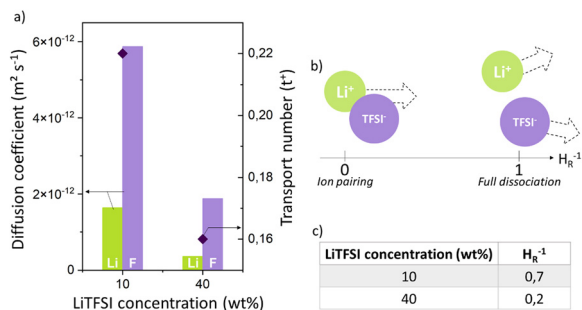 a)
6×10⁻¹²
4×10⁻¹²
2×10⁻¹²
0
Diffusion coefficient (m² s⁻¹)
0,22
0,20
0,18
0,16
Transport number (t⁺)
Li F Li F
10 40
LiTFSI concentration (wt%)
b)
Li⁺
TFSI⁻
Li⁺
TFSI⁻
0 1 H_R⁻¹
Ion pairing Full dissociation
c)
LiTFSI concentration (wt%) H_R⁻¹
10 0,7
40 0,2